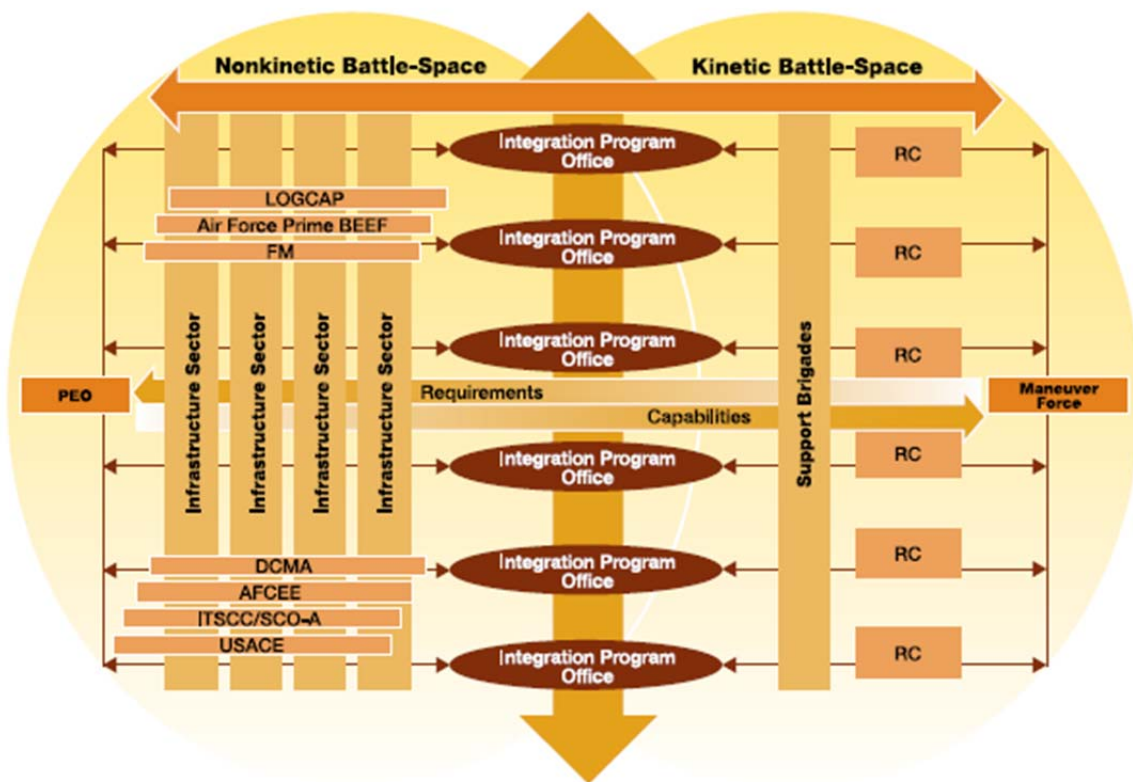 Nonkinetic Battle-Space
Kinetic Battle-Space
Integration Program
Office
RC
LOGCAP
Air Force Prime BEEF
FM
Integration Program
Office
RC
Integration Program
Office
RC
Infrastructure Sector
Infrastructure Sector
Infrastructure Sector
Infrastructure Sector
Support Brigades
PEO
Requirements
Capabilities
Maneuver
Force
Integration Program
Office
RC
DCMA
AFCEE
ITSCC/SCO-A
USACE
Integration Program
Office
RC
Integration Program
Office
RC